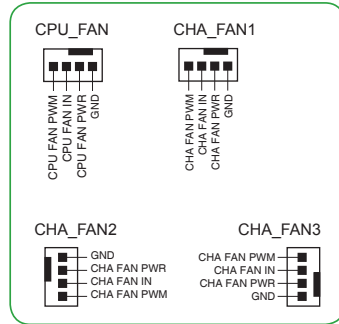 CPU_FAN
CPU FAN PWM
CPU FAN IN
CPU FAN PWR
GND
CHA_FAN1
CHA FAN PWM
CHA FAN IN
CHA FAN PWR
GND
CHA_FAN2
GND
CHA FAN PWR
CHA FAN IN
CHA FAN PWM
CHA_FAN3
CHA FAN PWM
CHA FAN IN
CHA FAN PWR
GND